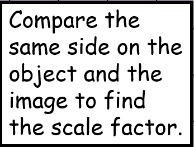 Compare the
same side on the
object and the
image to find
the scale factor.